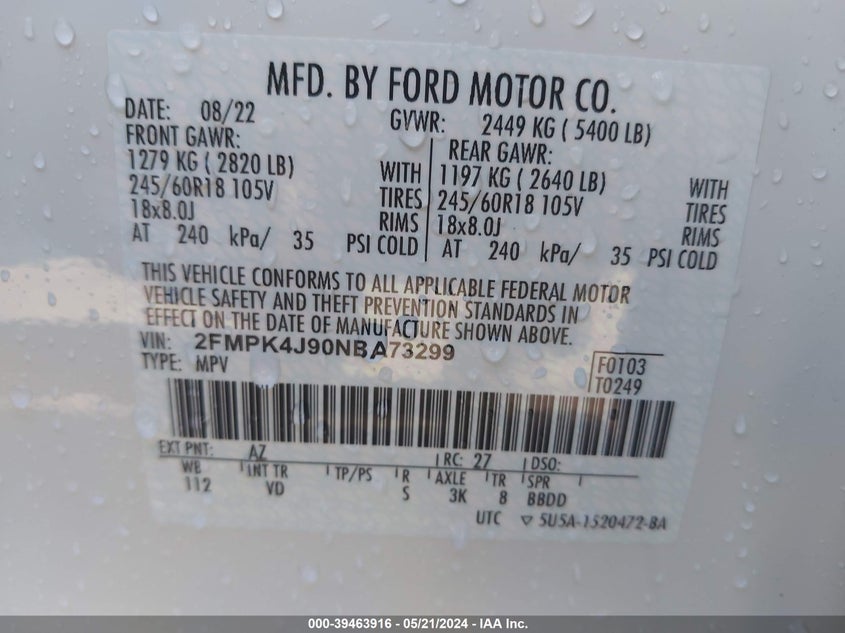 MFD. BY FORD MOTOR CO.
DATE: 08/22 GVWR: 2449 KG ( 5400 LB)
FRONT GAWR: REAR GAWR:
1279 KG ( 2820 LB) WITH 1197 KG ( 2640 LB) WITH
245/60R18 105V TIRES 245/60R18 105V TIRES
18x8.0J RIMS 18x8.0J RIMS
AT 240 kPa/ 35 PSI COLD AT 240 kPa/ 35 PSI COLD
THIS VEHICLE CONFORMS TO ALL APPLICABLE FEDERAL MOTOR
VEHICLE SAFETY AND THEFT PREVENTION STANDARDS IN
EFFECT ON THE DATE OF MANUFACTURE SHOWN ABOVE.
VIN: 2FMPK4J90NBA73299
TYPE: MPV F0103
T0249
EXT PNT: AZ RC: 27 DSO:
WB INT TR TP/PS R AXLE TR SPR
112 VD S 3K 8 BBDD
UTC ▽ 5U5A-1520472-BA
000-39463916 - 05/21/2024 - IAA Inc.